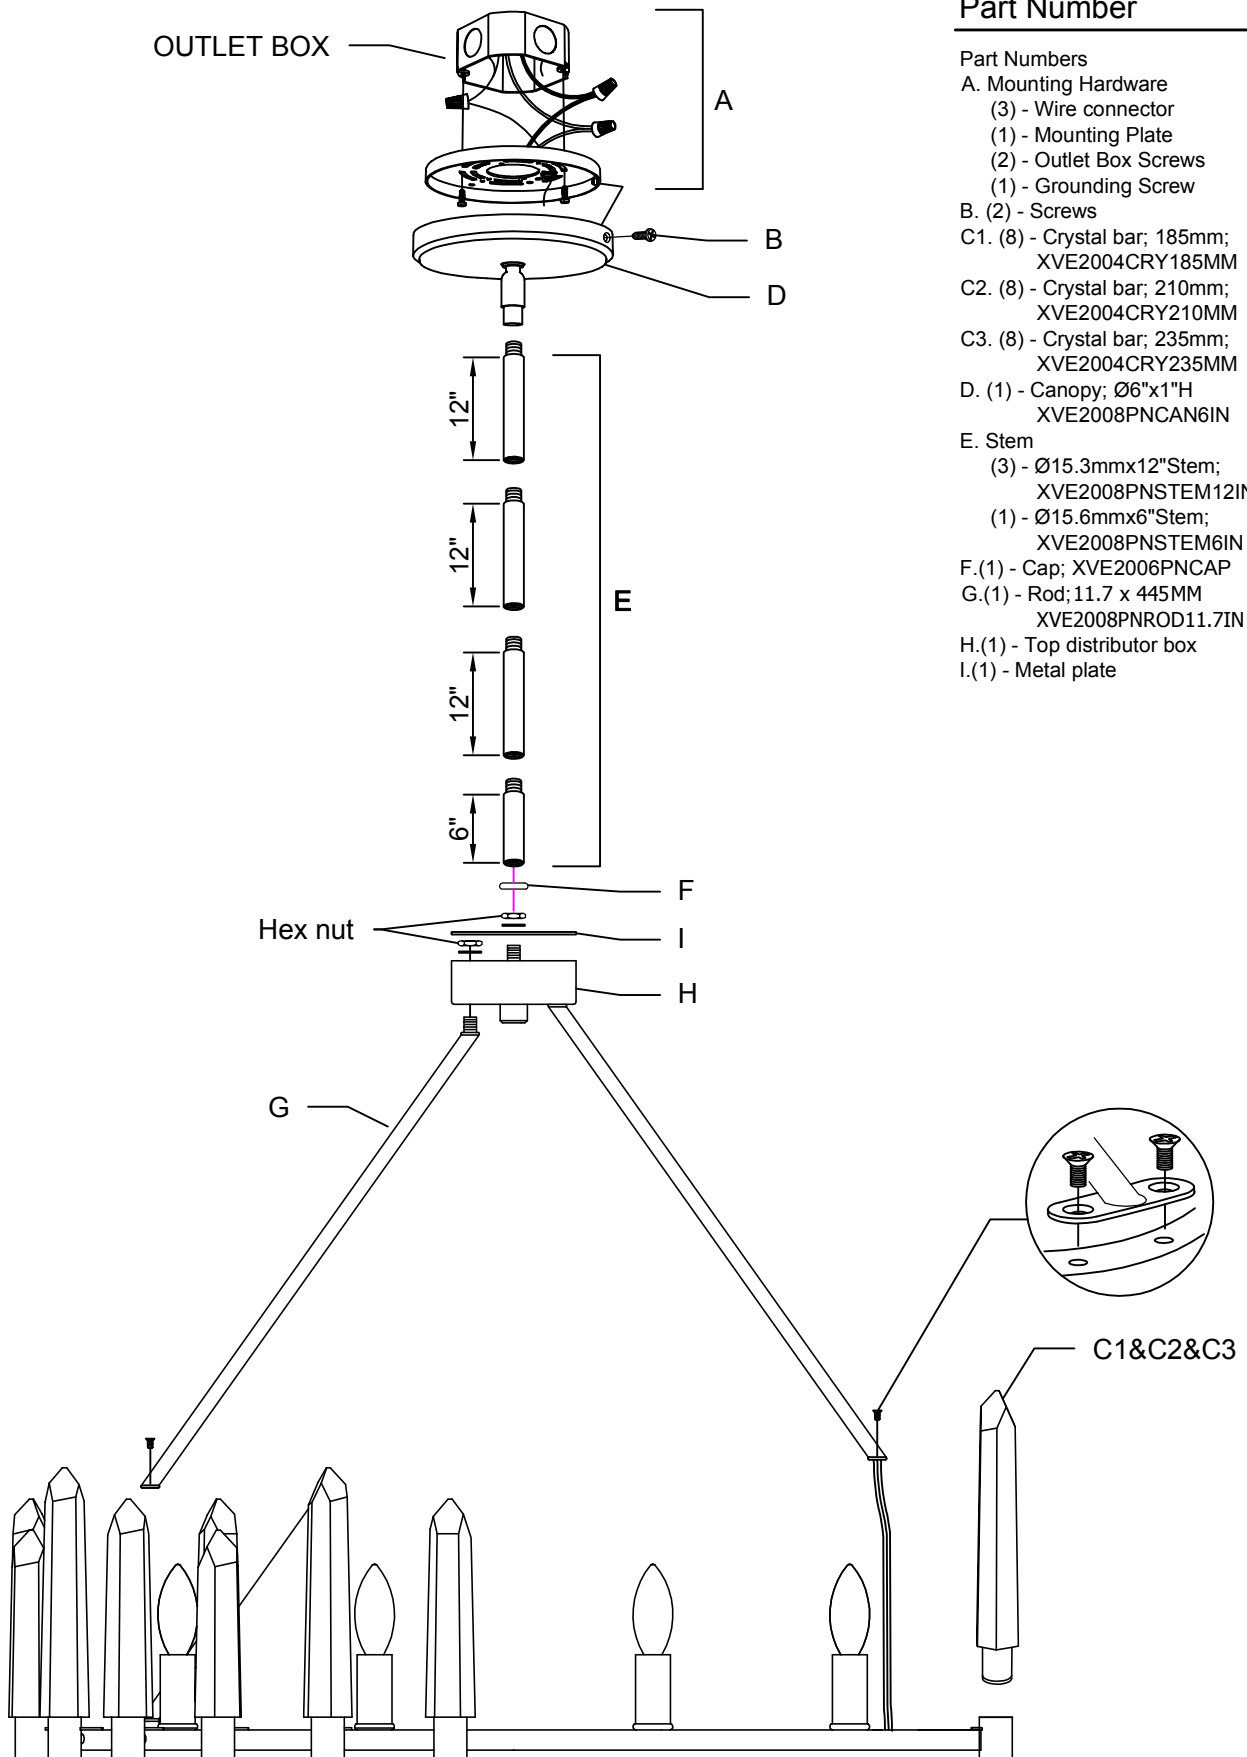 Part Number
Part Numbers
A. Mounting Hardware
(3) - Wire connector
(1) - Mounting Plate
(2) - Outlet Box Screws
(1) - Grounding Screw
B. (2) - Screws
C1. (8) - Crystal bar; 185mm;
XVE2004CRY185MM
C2. (8) - Crystal bar; 210mm;
XVE2004CRY210MM
C3. (8) - Crystal bar; 235mm;
XVE2004CRY235MM
D. (1) - Canopy; Ø6"x1"H
XVE2008PNCAN6IN
E. Stem
(3) - Ø15.3mmx12"Stem;
XVE2008PNSTEM12IN
(1) - Ø15.6mmx6"Stem;
XVE2008PNSTEM6IN
F.(1) - Cap; XVE2006PNCAP
G.(1) - Rod;11.7 x 445MM
XVE2008PNROD11.7IN
H.(1) - Top distributor box
I.(1) - Metal plate
OUTLET BOX
A
B
D
12"
12"
E
12"
6"
F
Hex nut
I
H
G
C1&C2&C3